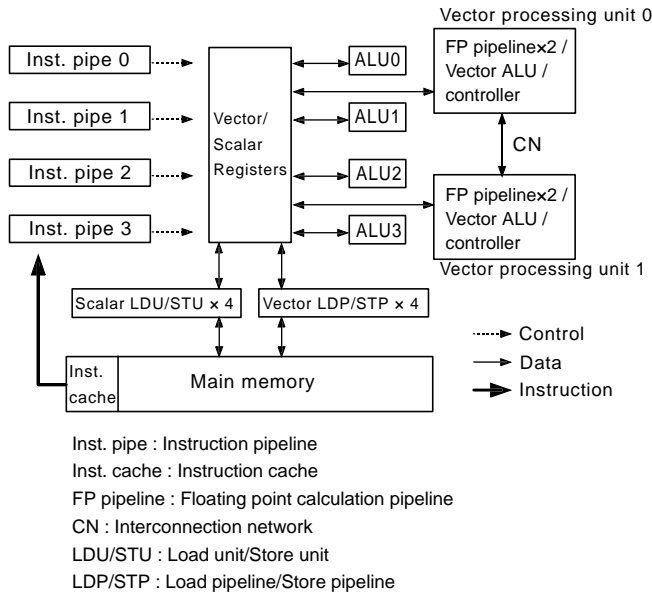 Vector processing unit 0
Inst. pipe 0
Inst. pipe 1
Inst. pipe 2
Inst. pipe 3
Vector/
Scalar
Registers
ALU0
ALU1
ALU2
ALU3
FP pipeline×2 /
Vector ALU /
controller
CN
FP pipeline×2 /
Vector ALU /
controller
Vector processing unit 1
Scalar LDU/STU × 4
Vector LDP/STP × 4
Inst.
cache
Main memory
Control
Data
Instruction
Inst. pipe : Instruction pipeline
Inst. cache : Instruction cache
FP pipeline : Floating point calculation pipeline
CN : Interconnection network
LDU/STU : Load unit/Store unit
LDP/STP : Load pipeline/Store pipeline